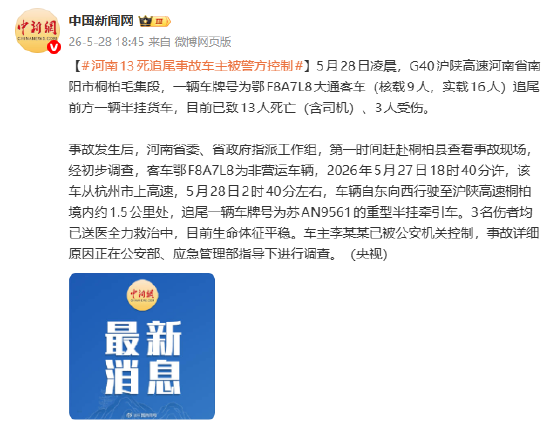 中國新聞網
中国新闻网
26-5-28 18:45 来自 微博网页版
【#河南13死追尾事故车主被警方控制#】5月28日凌晨，G40沪陕高速河南省南
阳市桐柏毛集段，一辆车牌号为鄂F8A7L8大通客车（核载9人，实载16人）追尾
前方一辆半挂货车，目前已致13人死亡（含司机）、3人受伤。
事故发生后，河南省委、省政府指派工作组，第一时间赶赴桐柏县查看事故现场，
经初步调查，客车鄂F8A7L8为非营运车辆，2026年5月27日18时40分许，该
车从杭州市上高速，5月28日2时40分左右，车辆自东向西行驶至沪陕高速桐柏
境内约1.5公里处，追尾一辆车牌号为苏AN9561的重型半挂牵引车。3名伤者均
已送医全力救治中，目前生命体征平稳。车主李某某已被公安机关控制，事故详细
原因正在公安部、应急管理部指导下进行调查。（央视）
中新網
最新
消息